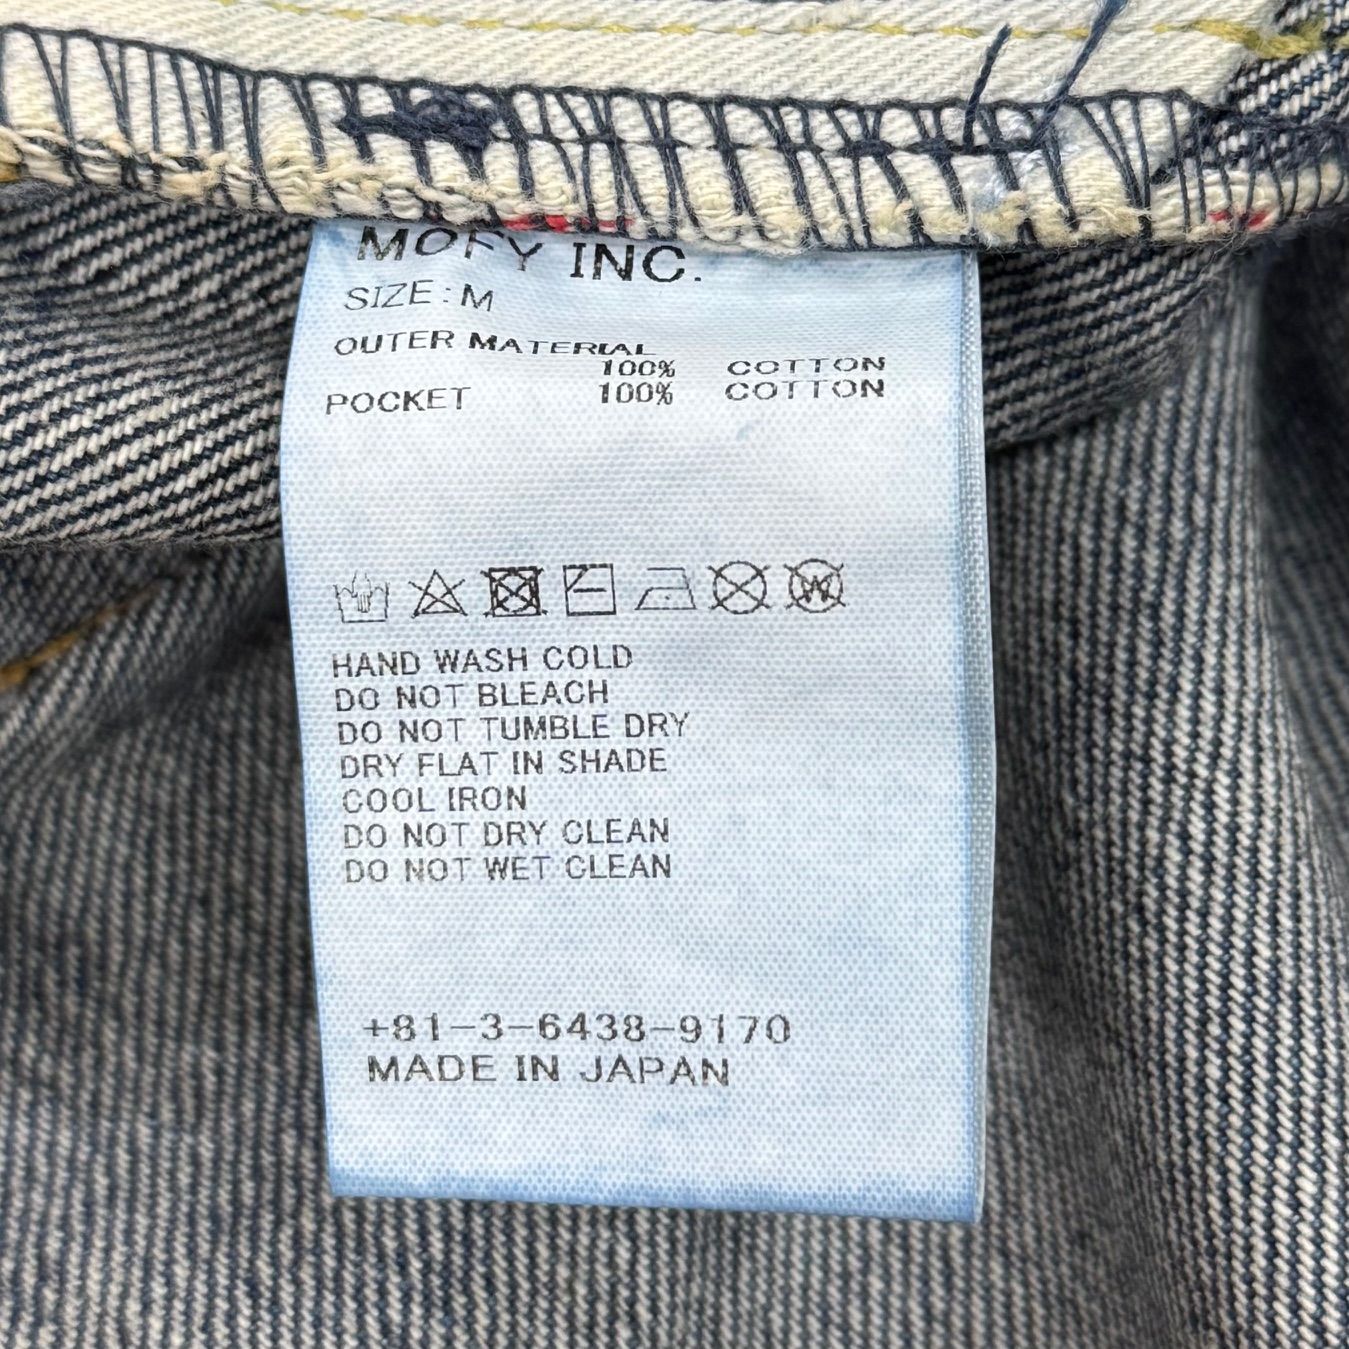 MOFY INC.
SIZE : M
OUTER MATERIAL
100% COTTON
POCKET 100% COTTON
HAND WASH COLD
DO NOT BLEACH
DO NOT TUMBLE DRY
DRY FLAT IN SHADE
COOL IRON
DO NOT DRY CLEAN
DO NOT WET CLEAN
+81-3-6438-9170
MADE IN JAPAN